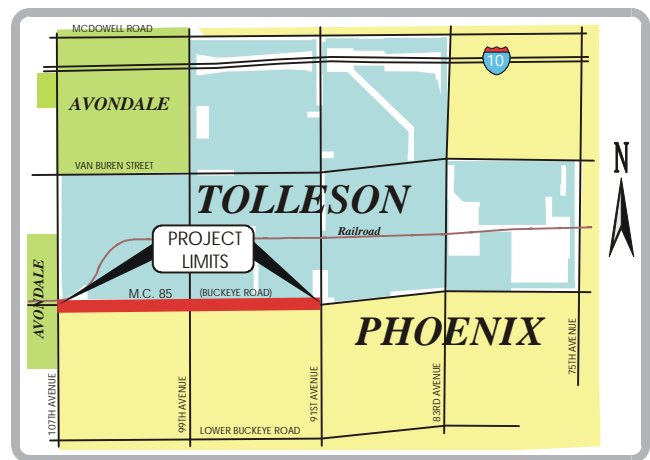 MCDOWELL ROAD
10
AVONDALE
N
VAN BUREN STREET
TOLLESON
Railroad
PROJECT
LIMITS
AVONDALE
M.C. 85 (BUCKEYE ROAD)
PHOENIX
107TH AVENUE
99TH AVENUE
91ST AVENUE
83RD AVENUE
75TH AVENUE
LOWER BUCKEYE ROAD